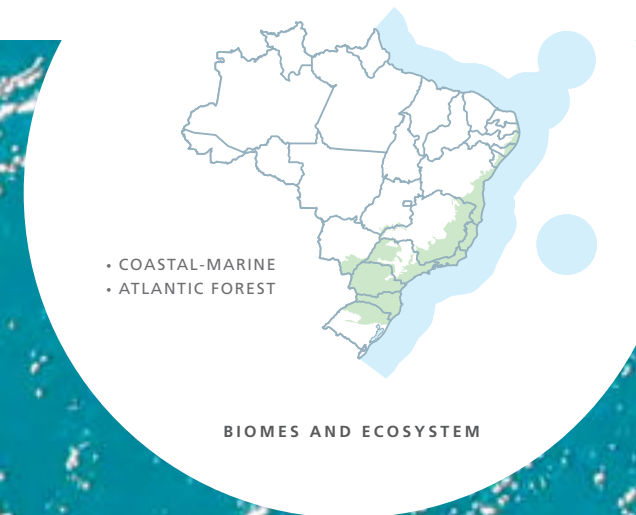 • COASTAL-MARINE
• ATLANTIC FOREST
BIOMES AND ECOSYSTEM